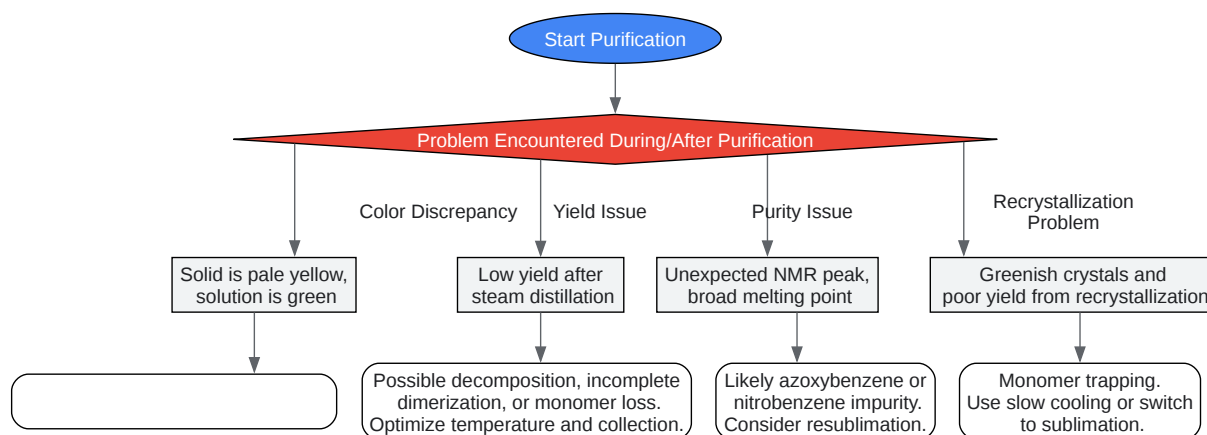 Start Purification
Problem Encountered During/After Purification
Color Discrepancy
Yield Issue
Purity Issue
Recrystallization
Problem
Solid is pale yellow,
solution is green
Low yield after
steam distillation
Unexpected NMR peak,
broad melting point
Greenish crystals and
poor yield from recrystallization
Possible decomposition, incomplete
dimerization, or monomer loss.
Optimize temperature and collection.
Likely azoxybenzene or
nitrobenzene impurity.
Consider resublimation.
Monomer trapping.
Use slow cooling or switch
to sublimation.